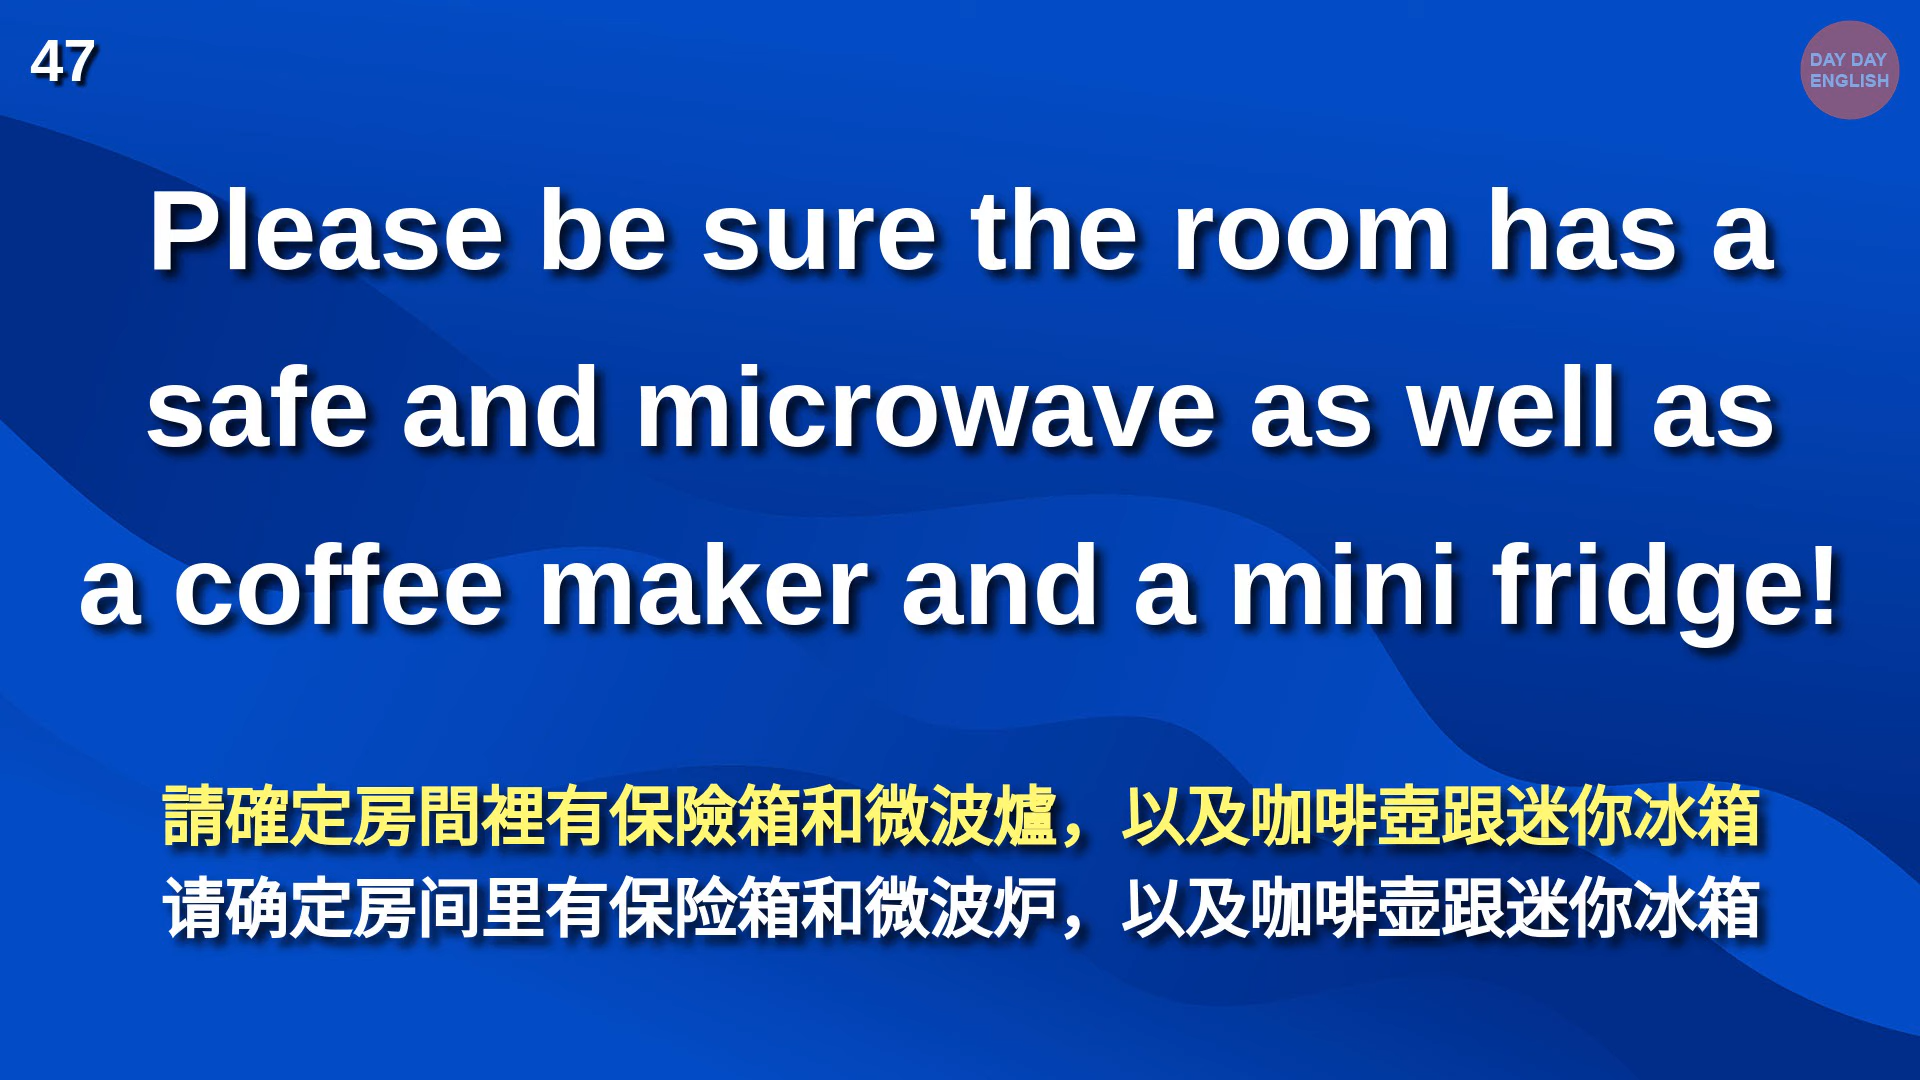 47
DAY DAY
ENGLISH
Please be sure the room has a
safe and microwave as well as
a coffee maker and a mini fridge!
請確定房間裡有保險箱和微波爐，以及咖啡壺跟迷你冰箱
请确定房间里有保险箱和微波炉，以及咖啡壶跟迷你冰箱